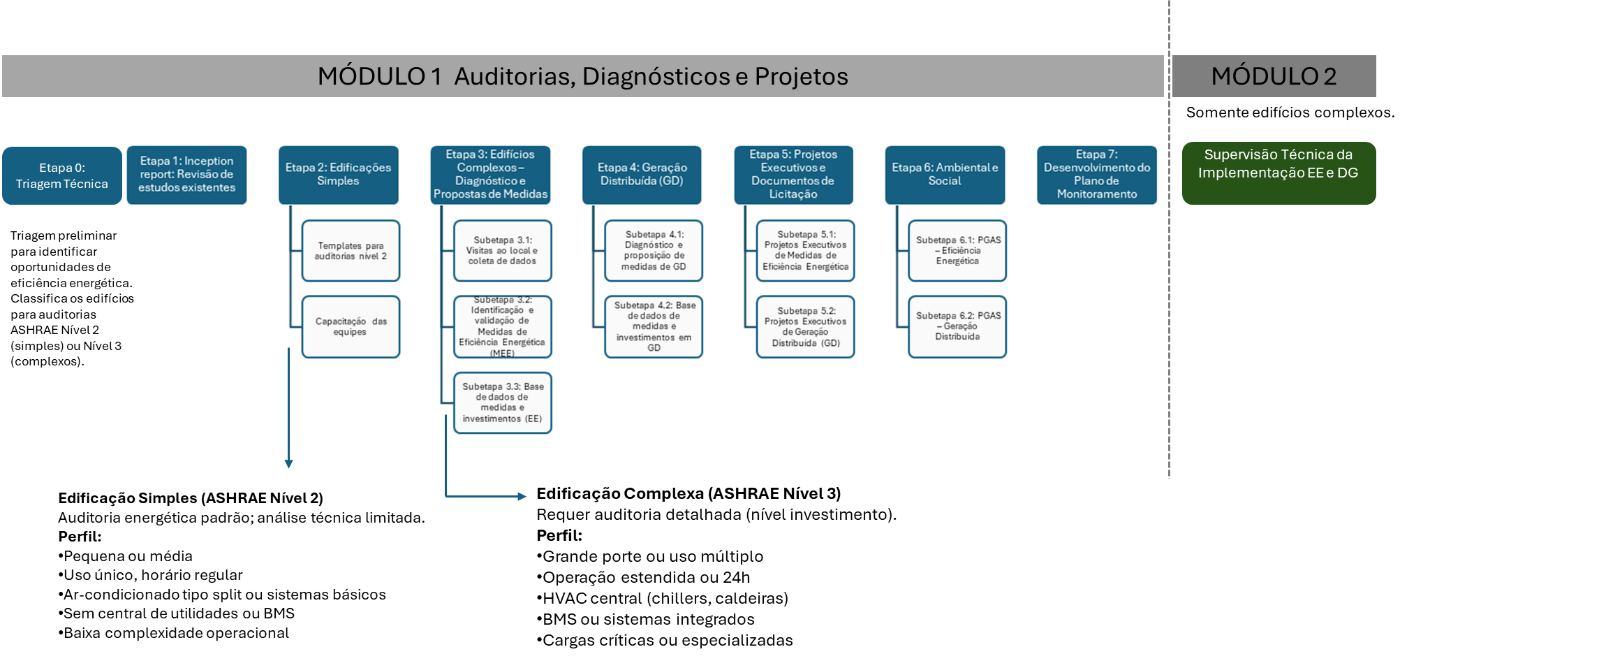 MÓDULO 1 Auditorias, Diagnósticos e Projetos
MÓDULO 2
Somente edifícios complexos.
Etapa 0:
Triagem Técnica
Triagem preliminar
para identificar
oportunidades de
eficiência energética.
Classifica os edifícios
para auditorias
ASHRAE Nível 2
(simples) ou Nível 3
(complexos).
Etapa 1: Inception
report: Revisão de
estudos existentes
Etapa 2: Edificações
Simples
Templates para
auditorias nível 2
Capacitação das
equipes
Etapa 3: Edifícios
Complexos –
Diagnóstico e
Propostas de Medidas
Subetapa 3.1:
Visitas ao local e
coleta de dados
Subetapa 3.2:
Identificação e
validação de
Medidas de
Eficiência Energética
(MEE)
Subetapa 3.3: Base
de dados de
medidas e
investimentos (EE)
Etapa 4: Geração
Distribuída (GD)
Subetapa 4.1:
Diagnóstico e
proposição de
medidas de GD
Subetapa 4.2: Base
de dados de
medidas e
investimentos em
GD
Etapa 5: Projetos
Executivos e
Documentos de
Licitação
Subetapa 5.1:
Projetos Executivos
de Medidas de
Eficiência Energética
Subetapa 5.2:
Projetos Executivos
de Geração
Distribuída (GD)
Etapa 6: Ambiental e
Social
Subetapa 6.1: PGAS
– Eficiência
Energética
Subetapa 6.2: PGAS
– Geração
Distribuída
Etapa 7:
Desenvolvimento do
Plano de
Monitoramento
Supervisão Técnica da
Implementação EE e DG
Edificação Simples (ASHRAE Nível 2)
Auditoria energética padrão; análise técnica limitada.
Perfil:
•Pequena ou média
•Uso único, horário regular
•Ar-condicionado tipo split ou sistemas básicos
•Sem central de utilidades ou BMS
•Baixa complexidade operacional
Edificação Complexa (ASHRAE Nível 3)
Requer auditoria detalhada (nível investimento).
Perfil:
•Grande porte ou uso múltiplo
•Operação estendida ou 24h
•HVAC central (chillers, caldeiras)
•BMS ou sistemas integrados
•Cargas críticas ou especializadas